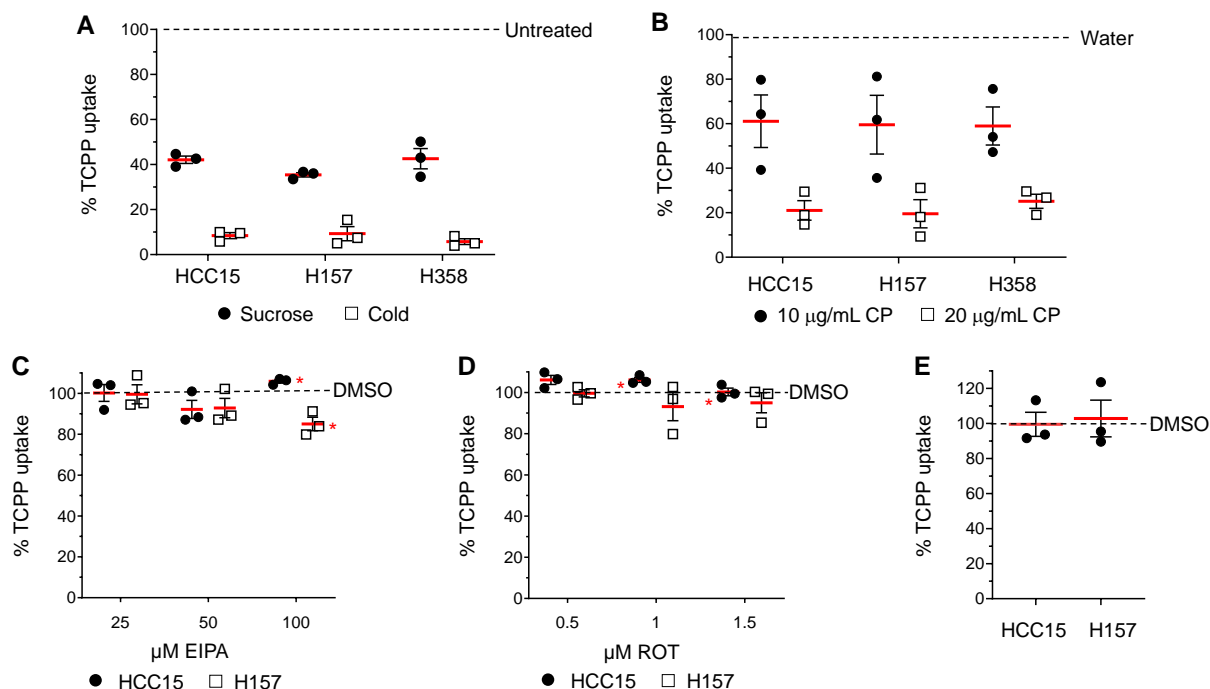 A
% TCPP uptake
100
80
60
40
20
0
Untreated
HCC15 H157 H358
Sucrose Cold
B
% TCPP uptake
100
80
60
40
20
0
Water
HCC15 H157 H358
10 µg/mL CP 20 µg/mL CP
C
% TCPP uptake
100
80
60
40
20
0
*
*
DMSO
25 50 100
µM EIPA
HCC15 H157
D
% TCPP uptake
100
80
60
40
20
0
*
*
DMSO
0.5 1 1.5
µM ROT
HCC15 H157
E
% TCPP uptake
120
100
80
60
40
20
0
DMSO
HCC15 H157